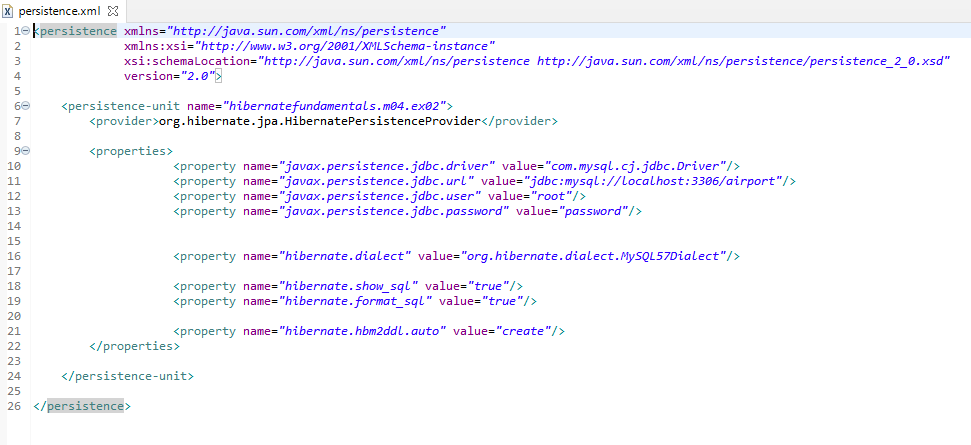 persistence.xml
1 <persistence xmlns="http://java.sun.com/xml/ns/persistence"
2 xmlns:xsi="http://www.w3.org/2001/XMLSchema-instance"
3 xsi:schemaLocation="http://java.sun.com/xml/ns/persistence http://java.sun.com/xml/ns/persistence/persistence_2_0.xsd"
4 version="2.0">
5
6 <persistence-unit name="hibernatefundamentals.m04.ex02">
7 <provider>org.hibernate.jpa.HibernatePersistenceProvider</provider>
8
9 <properties>
10 <property name="javax.persistence.jdbc.driver" value="com.mysql.cj.jdbc.Driver"/>
11 <property name="javax.persistence.jdbc.url" value="jdbc:mysql://localhost:3306/airport"/>
12 <property name="javax.persistence.jdbc.user" value="root"/>
13 <property name="javax.persistence.jdbc.password" value="password"/>
14
15
16 <property name="hibernate.dialect" value="org.hibernate.dialect.MySQL57Dialect"/>
17
18 <property name="hibernate.show_sql" value="true"/>
19 <property name="hibernate.format_sql" value="true"/>
20
21 <property name="hibernate.hbm2ddl.auto" value="create"/>
22 </properties>
23
24 </persistence-unit>
25
26 </persistence>